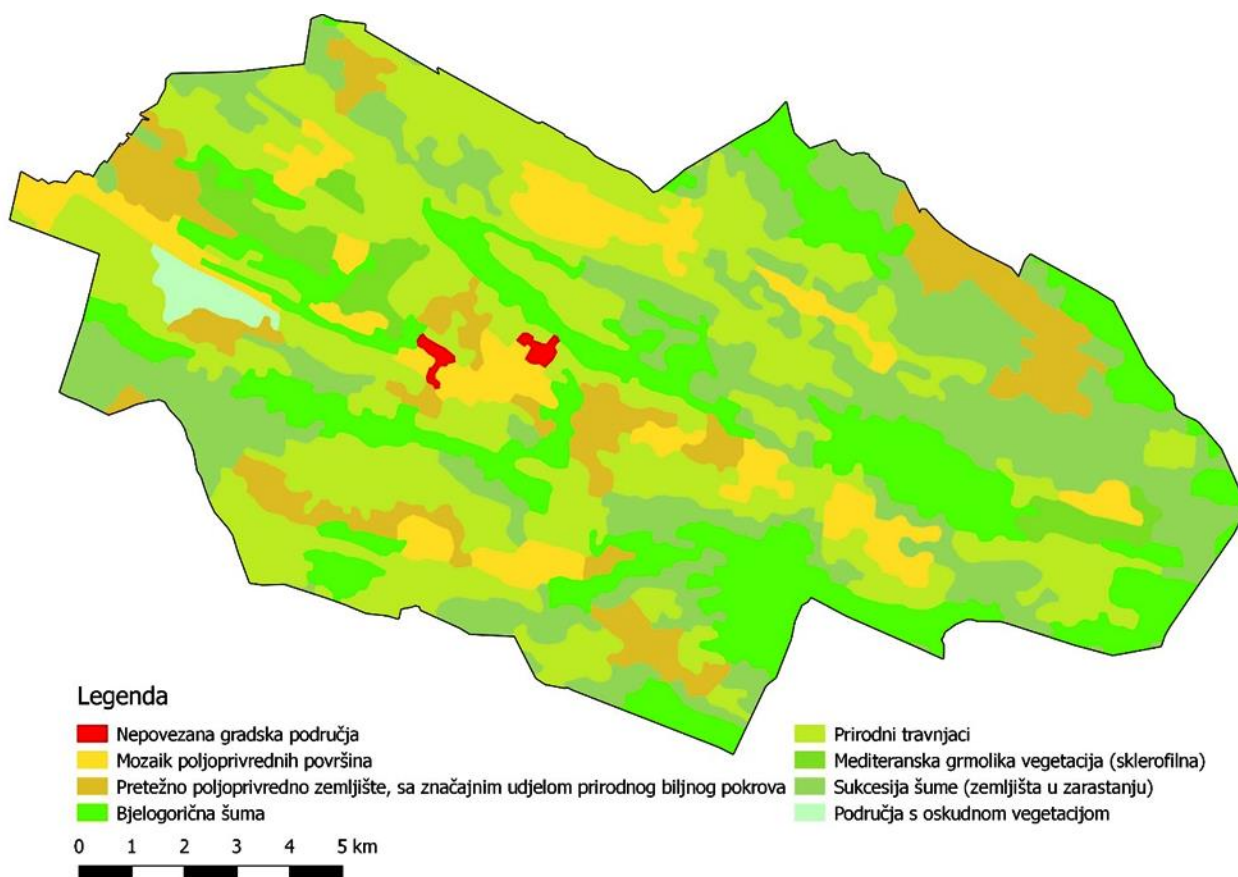 Legenda
Nepovezana gradska područja
Mozaik poljoprivrednih površina
Pretežno poljoprivredno zemljište, sa značajnim udjelom prirodnog biljnog pokrova
Bjelogorična šuma
Prirodni travnjaci
Mediteranska grmolika vegetacija (sklerofilna)
Sukcesija šume (zemljišta u zarastanju)
Područja s oskudnom vegetacijom
0 1 2 3 4 5 km